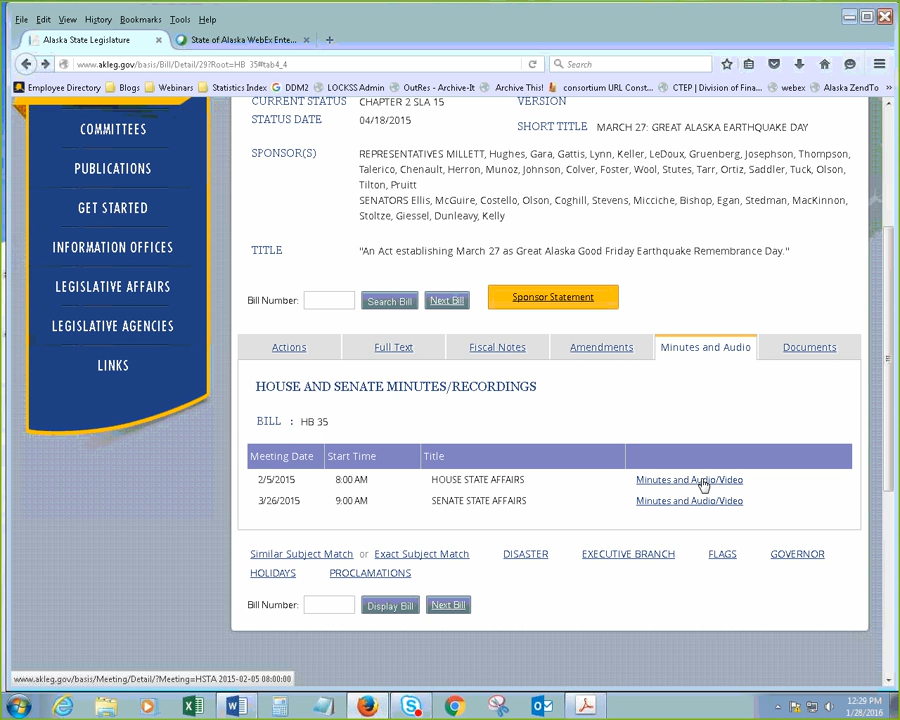 File Edit View History Bookmarks Tools Help
Alaska State Legislature × State of Alaska WebEx Ente... × +
www.akleg.gov/basis/Bill/Detail/29?Root=HB 35#tab4_4 Search
Employee Directory Blogs Webinars Statistics Index DDM2 LOCKSS Admin OutRes - Archive-It Archive This! consortium URL Const... CTEP | Division of Fina... webex Alaska ZendTo »
COMMITTEES
PUBLICATIONS
GET STARTED
INFORMATION OFFICES
LEGISLATIVE AFFAIRS
LEGISLATIVE AGENCIES
LINKS
CURRENT STATUS CHAPTER 2 SLA 15 VERSION
STATUS DATE 04/18/2015
SHORT TITLE MARCH 27: GREAT ALASKA EARTHQUAKE DAY
SPONSOR(S) REPRESENTATIVES MILLETT, Hughes, Gara, Gattis, Lynn, Keller, LeDoux, Gruenberg, Josephson, Thompson,
Talerico, Chenault, Herron, Munoz, Johnson, Colver, Foster, Wool, Stutes, Tarr, Ortiz, Saddler, Tuck, Olson,
Tilton, Pruitt
SENATORS Ellis, McGuire, Costello, Olson, Coghill, Stevens, Micciche, Bishop, Egan, Stedman, MacKinnon,
Stoltze, Giessel, Dunleavy, Kelly
TITLE "An Act establishing March 27 as Great Alaska Good Friday Earthquake Remembrance Day."
Bill Number: Search Bill Next Bill Sponsor Statement
Actions Full Text Fiscal Notes Amendments Minutes and Audio Documents
HOUSE AND SENATE MINUTES/RECORDINGS
BILL : HB 35
Meeting Date Start Time Title
2/5/2015 8:00 AM HOUSE STATE AFFAIRS Minutes and Audio/Video
3/26/2015 9:00 AM SENATE STATE AFFAIRS Minutes and Audio/Video
Similar Subject Match or Exact Subject Match DISASTER EXECUTIVE BRANCH FLAGS GOVERNOR
HOLIDAYS PROCLAMATIONS
Bill Number: Display Bill Next Bill
www.akleg.gov/basis/Meeting/Detail/?Meeting=HSTA 2015-02-05 08:00:00
12:29 PM
1/28/2016